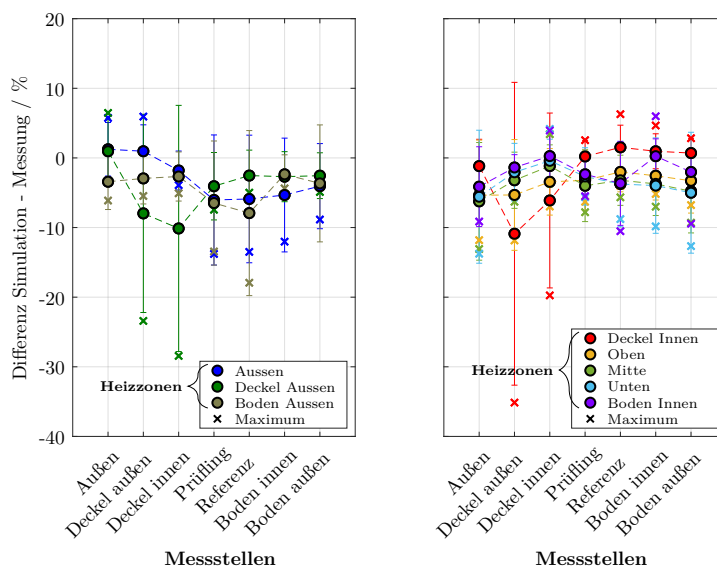 Differenz Simulation - Messung / %
20
10
0
-10
-20
-30
-40
Heizzonen
Aussen
Deckel Aussen
Boden Aussen
Maximum
Außen
Deckel außen
Deckel innen
Prüfling
Referenz
Boden innen
Boden außen
Messstellen
Heizzonen
Deckel Innen
Oben
Mitte
Unten
Boden Innen
Maximum
Außen
Deckel außen
Deckel innen
Prüfling
Referenz
Boden innen
Boden außen
Messstellen